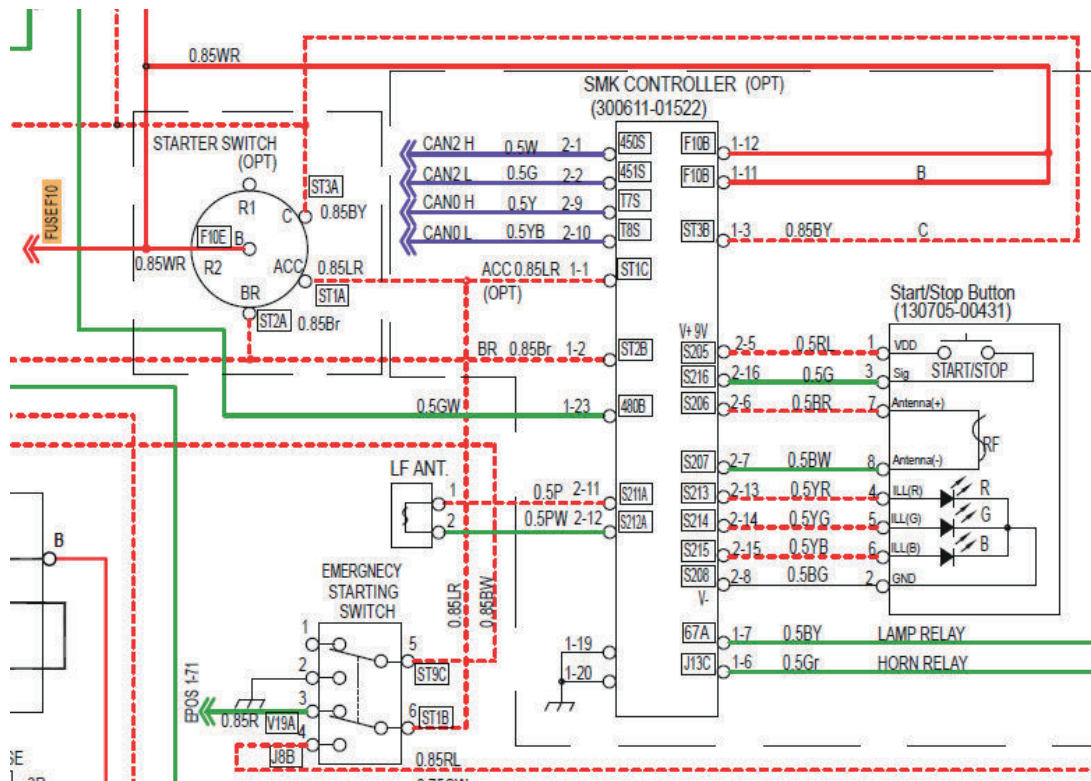 0.85WR
SMK CONTROLLER (OPT)
(300611-01522)
STARTER SWITCH
(OPT)
R1
C
ST3A
0.85BY
FUSE F10
F10E
B
0.85WR
R2
ACC
0.85LR
ST1A
BR
ST2A
0.85Br
CAN2 H 0.5W 2-1 450S
CAN2 L 0.5G 2-2 451S
CAN0 H 0.5Y 2-9 T7S
CAN0 L 0.5YB 2-10 T8S
ACC 0.85LR 1-1 ST1C
(OPT)
BR 0.85Br 1-2 ST2B
0.5GW 1-23 480B
F10B 1-12
F10B 1-11 B
ST3B 1-3 0.85BY C
Start/Stop Button
(130705-00431)
V+ 9V
S205 2-5 0.5RL 1 VDD
START/STOP
S216 2-16 0.5G 3 Sig
S206 2-6 0.5BR 7 Antenna(+)
RF
S207 2-7 0.5BW 8 Antenna(-)
S213 2-13 0.5YR 4 ILL(R) R
S214 2-14 0.5YG 5 ILL(G) G
S215 2-15 0.5YB 6 ILL(B) B
S208 2-8 0.5BG 2 GND
V-
67A 1-7 0.5BY LAMP RELAY
J13C 1-6 0.5Gr HORN RELAY
LF ANT.
1 0.5P 2-11 S211A
2 0.5PW 2-12 S212A
1-19
1-20
B
EMERGNECY
STARTING
SWITCH
0.85LR
0.85BW
1
2
3
4
5
ST9C
6
ST1B
EPOS 1-71
0.85R
V19A
J8B
0.85RL
SE